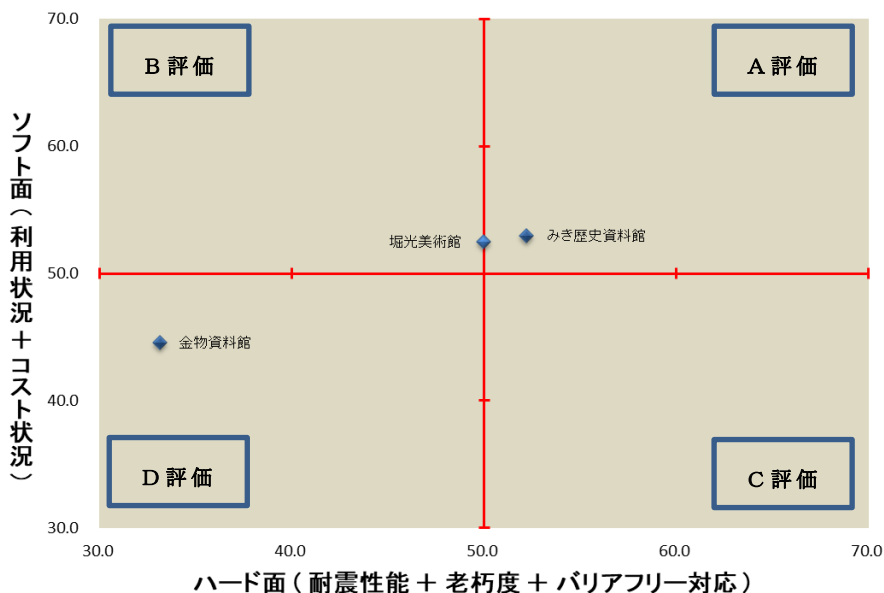 70.0
B 評価
A 評価
60.0
堀光美術館
みき歴史資料館
50.0
金物資料館
40.0
D 評価
C 評価
30.0
30.0
40.0
50.0
60.0
70.0
ソフト面(利用状況+コスト状況)
ハード面(耐震性能+老朽度+バリアフリー対応)